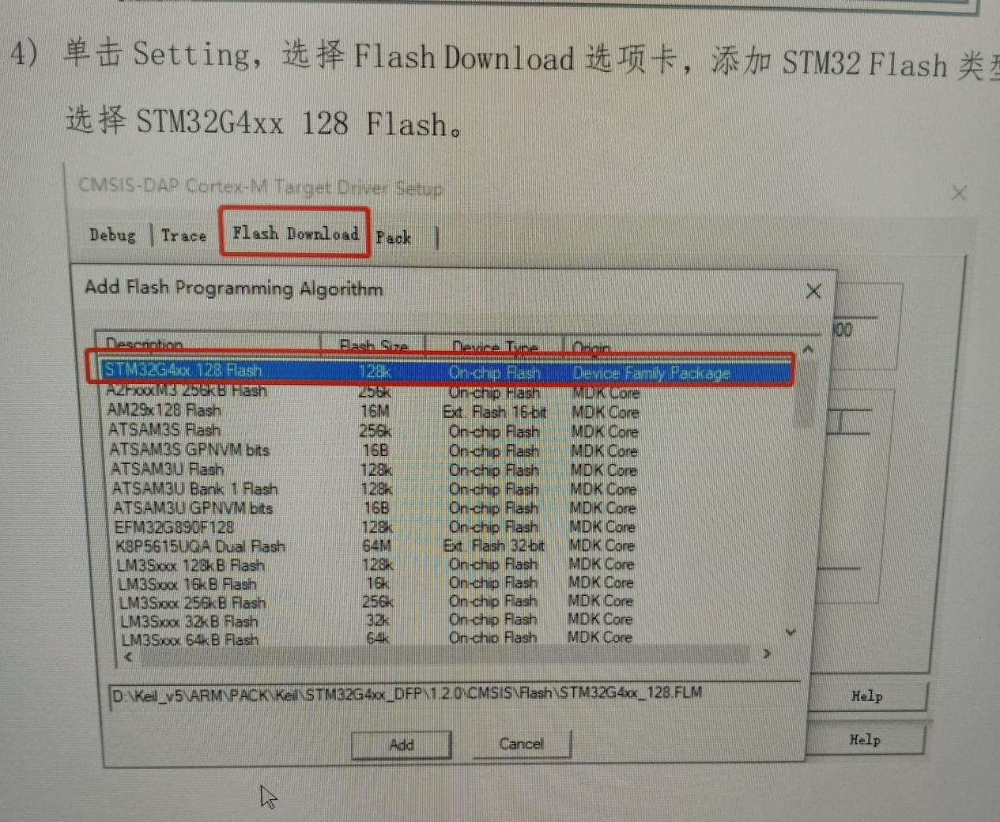 4) 单击 Setting, 选择 Flash Download 选项卡, 添加 STM32 Flash 类型
选择 STM32G4xx 128 Flash。
CMSIS-DAP Cortex-M Target Driver Setup
Debug Trace Flash Download Pack
Add Flash Programming Algorithm
Description Flash Size Device Type Origin
STM32G4xx 128 Flash 128k On-chip Flash Device Family Package
A2FxxxM3 256kB Flash 256k On-chip Flash MDK Core
AM29x128 Flash 16M Ext. Flash 16-bit MDK Core
ATSAM3S Flash 256k On-chip Flash MDK Core
ATSAM3S GPNVM bits 16B On-chip Flash MDK Core
ATSAM3U Flash 128k On-chip Flash MDK Core
ATSAM3U Bank 1 Flash 128k On-chip Flash MDK Core
ATSAM3U GPNVM bits 16B On-chip Flash MDK Core
EFM32G890F128 128k On-chip Flash MDK Core
K8P5615UQA Dual Flash 64M Ext. Flash 32-bit MDK Core
LM3Sxxx 128kB Flash 128k On-chip Flash MDK Core
LM3Sxxx 16kB Flash 16k On-chip Flash MDK Core
LM3Sxxx 256kB Flash 256k On-chip Flash MDK Core
LM3Sxxx 32kB Flash 32k On-chip Flash MDK Core
LM3Sxxx 64kB Flash 64k On-chip Flash MDK Core
D:\Keil_v5\ARM\PACK\Keil\STM32G4xx_DFP\1.2.0\CMSIS\Flash\STM32G4xx_128.FLM
Help
Add Cancel Help